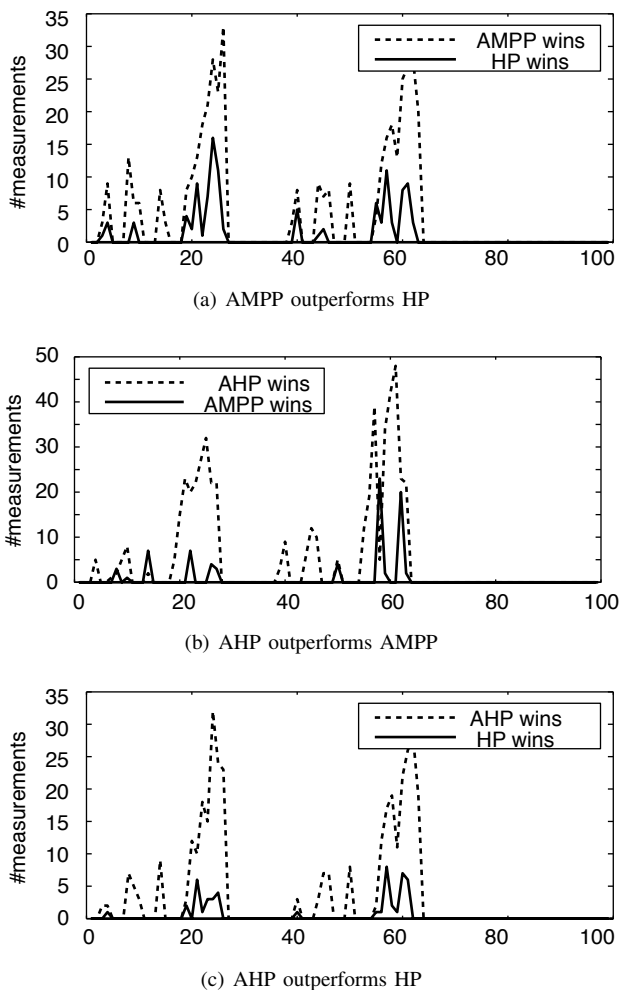 35
30
25
20
15
10
5
0
#measurements
AMPP wins
HP wins
0 20 40 60 80 100
(a) AMPP outperforms HP
50
40
30
20
10
0
#measurements
AHP wins
AMPP wins
0 20 40 60 80 100
(b) AHP outperforms AMPP
35
30
25
20
15
10
5
0
#measurements
AHP wins
HP wins
0 20 40 60 80 100
(c) AHP outperforms HP